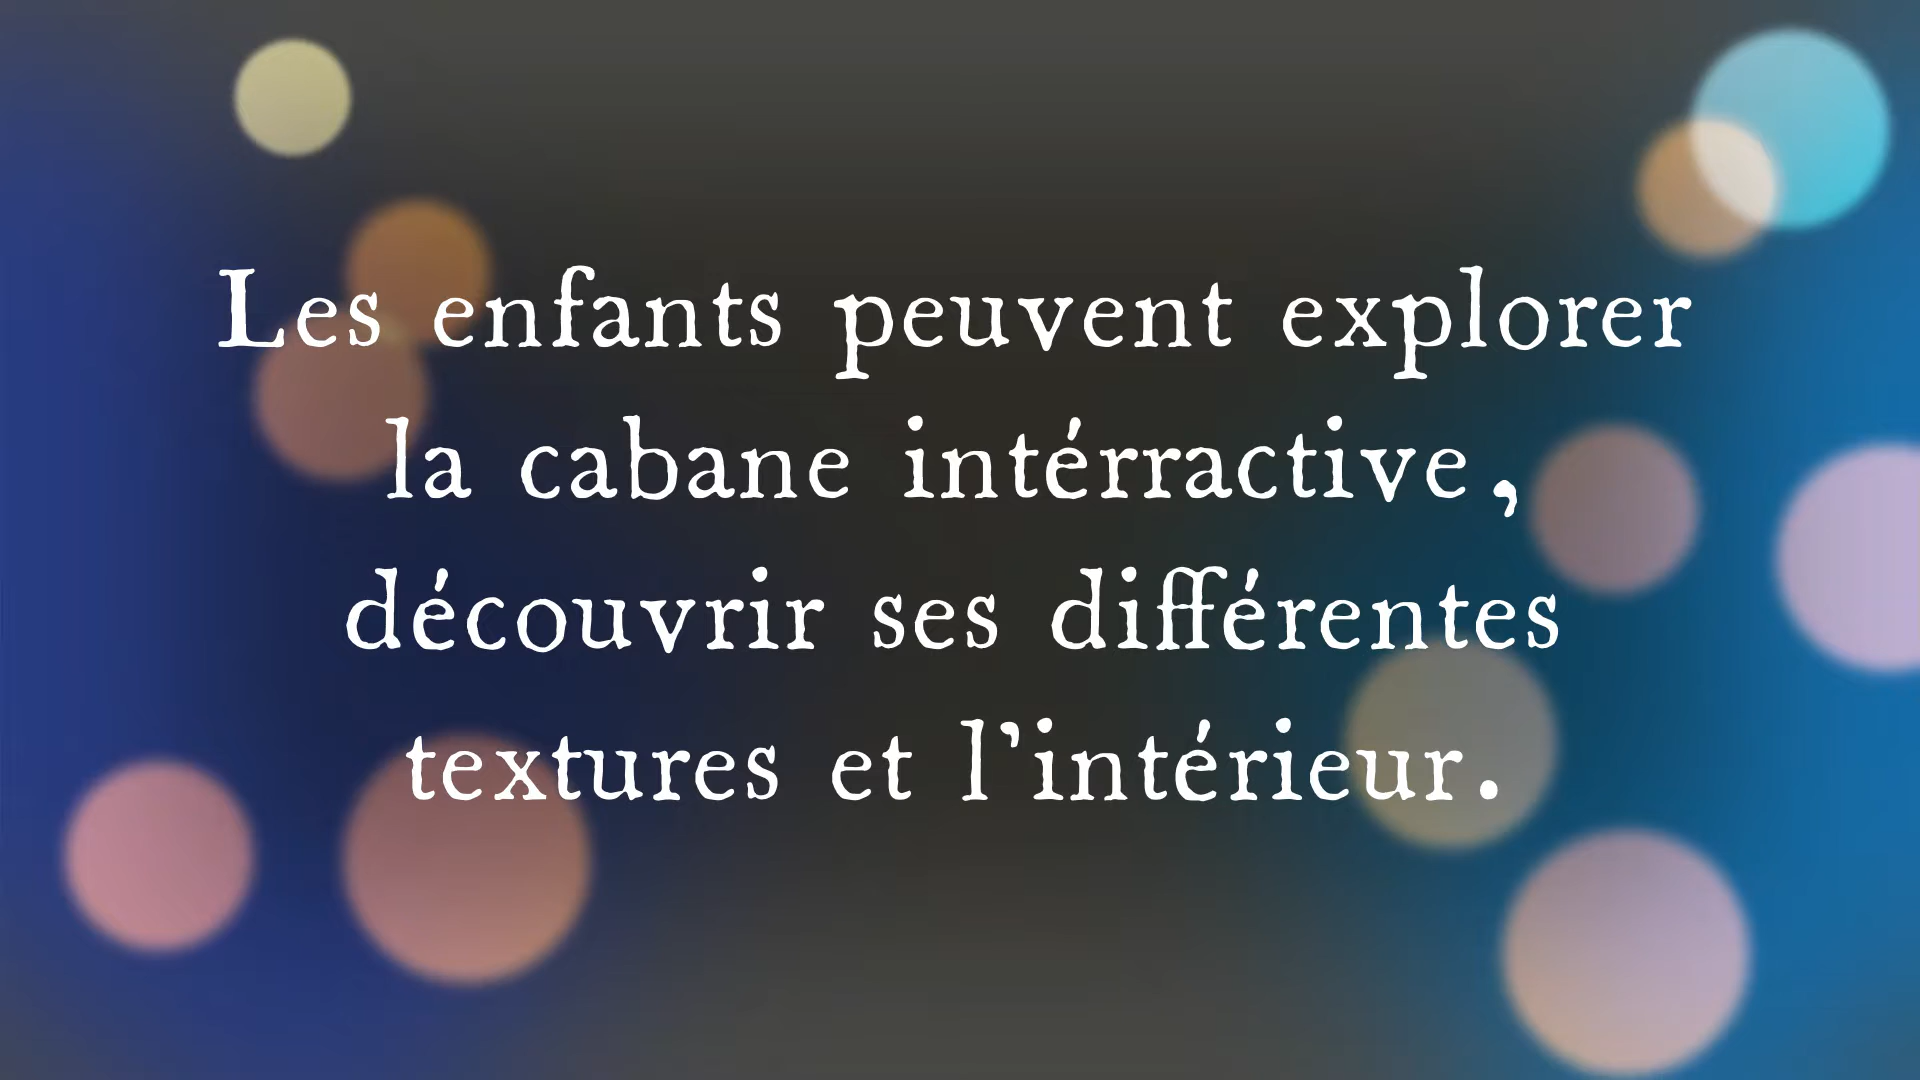 Les enfants peuvent explorer
la cabane intérractive,
découvrir ses différentes
textures et l'intérieur.